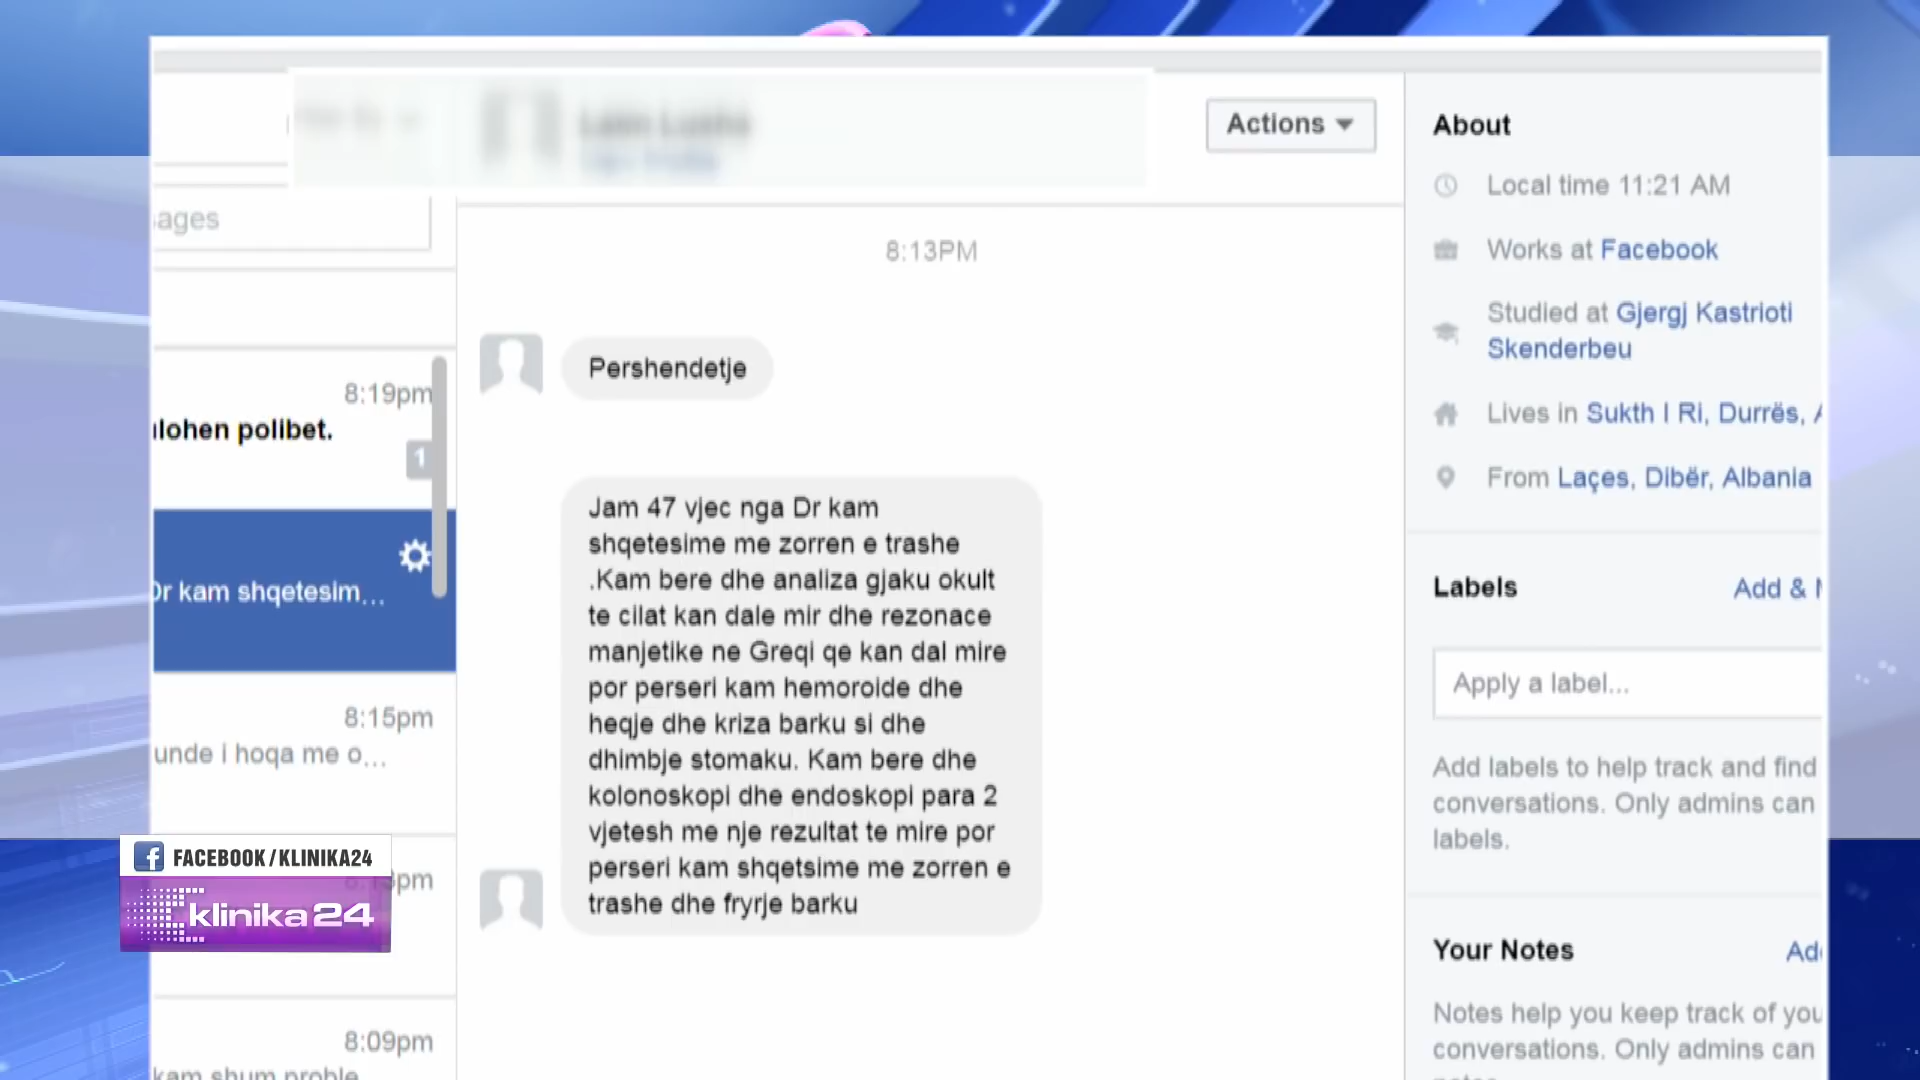 Actions
About
Local time 11:21 AM
Works at Facebook
Studied at Gjergj Kastrioti
Skenderbeu
Lives in Sukth I Ri, Durrës,
From Laçes, Dibër, Albania
Labels
Add &
Apply a label...
Add labels to help track and find
conversations. Only admins can
labels.
Your Notes
Notes help you keep track of you
conversations. Only admins can
8:13PM
Pershendetje
Jam 47 vjec nga Dr kam
shqetesime me zorren e trashe
.Kam bere dhe analiza gjaku okult
te cilat kan dale mir dhe rezonace
manjetike ne Greqi qe kan dal mire
por perseri kam hemoroide dhe
heqje dhe kriza barku si dhe
dhimbje stomaku. Kam bere dhe
kolonoskopi dhe endoskopi para 2
vjetesh me nje rezultat te mire por
perseri kam shqetsime me zorren e
trashe dhe fryrje barku
ages
8:19pm
lohen polibet.
1
Dr kam shqetesim...
8:15pm
unde i hoqa me o...
8:09pm
kam shum proble
FACEBOOK/KLINIKA24
klinika 24